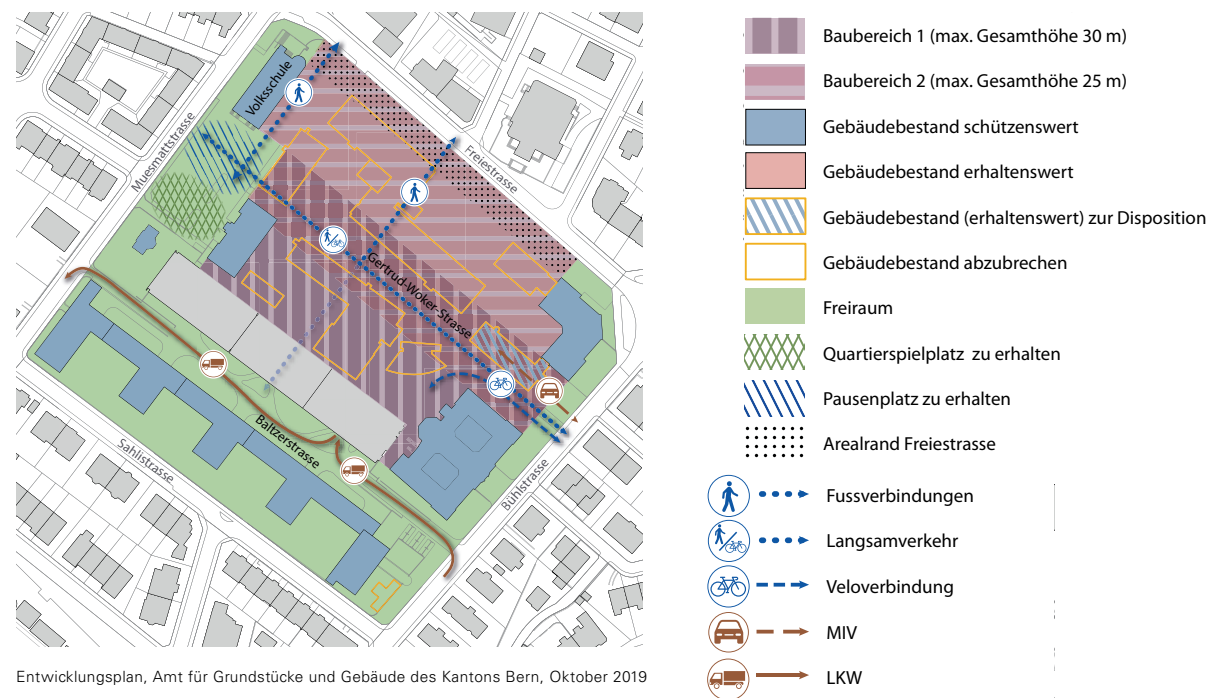 Volksschule
Muesmattstrasse
Freiestrasse
Gertrud-Woker-Strasse
Baltzerstrasse
Sahlistrasse
Bühlstrasse
Entwicklungsplan, Amt für Grundstücke und Gebäude des Kantons Bern, Oktober 2019
Baubereich 1 (max. Gesamthöhe 30 m)
Baubereich 2 (max. Gesamthöhe 25 m)
Gebäudebestand schützenswert
Gebäudebestand erhaltenswert
Gebäudebestand (erhaltenswert) zur Disposition
Gebäudebestand abzubrechen
Freiraum
Quartierspielplatz zu erhalten
Pausenplatz zu erhalten
Arealrand Freiestrasse
Fussverbindungen
Langsamverkehr
Veloverbindung
MIV
LKW